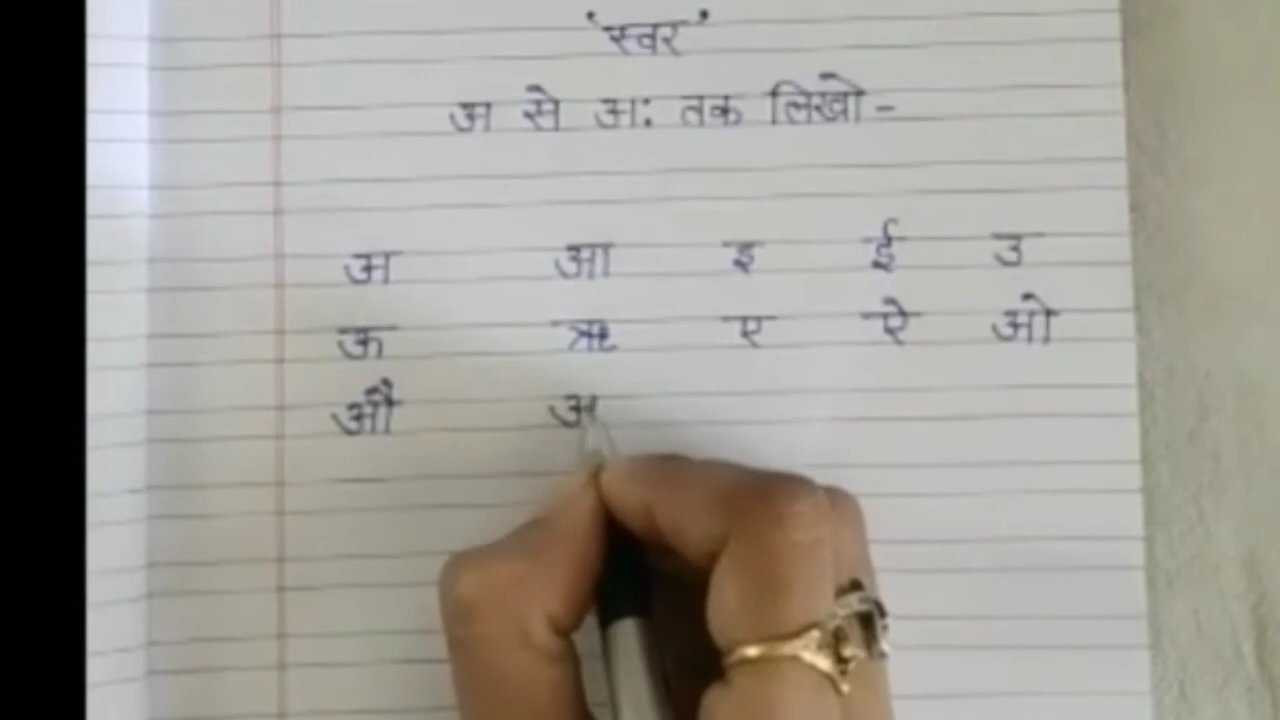 'स्वर'
अ से अ: तक लिखो -
अ आ इ ई उ
ऊ ऋ ए ऐ ओ
औ अ